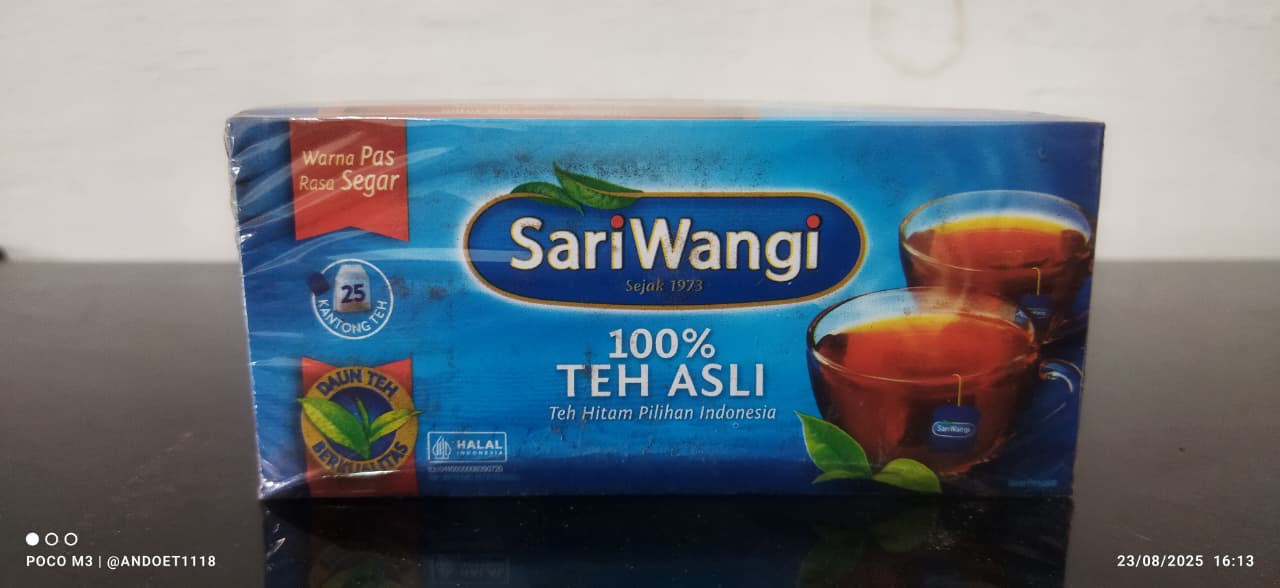 Warna Pas
Rasa Segar
SariWangi
Sejak 1973
25
KANTONG TEH
100%
TEH ASLI
Teh Hitam Pilihan Indonesia
DAUN TEH
BERKUALITAS
HALAL
INDONESIA
SariWangi
POCO M3 | @ANDOET1118
23/08/2025 16:13